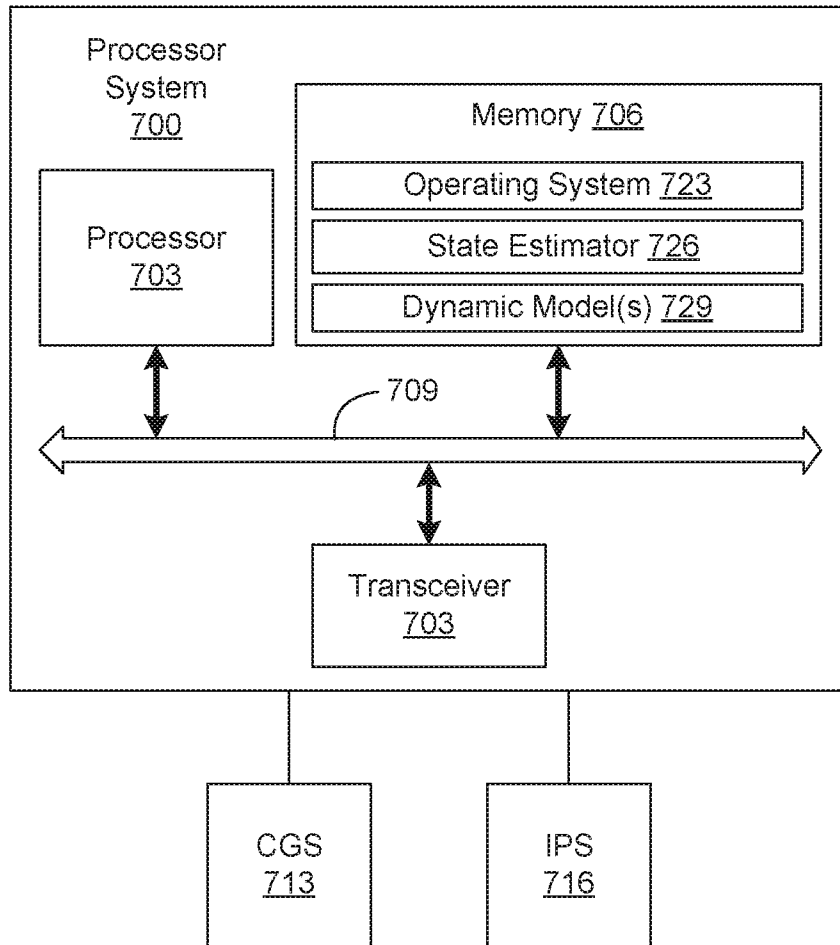 Processor
System
700
Memory 706
Operating System 723
State Estimator 726
Dynamic Model(s) 729
Processor
703
709
Transceiver
703
CGS
713
IPS
716